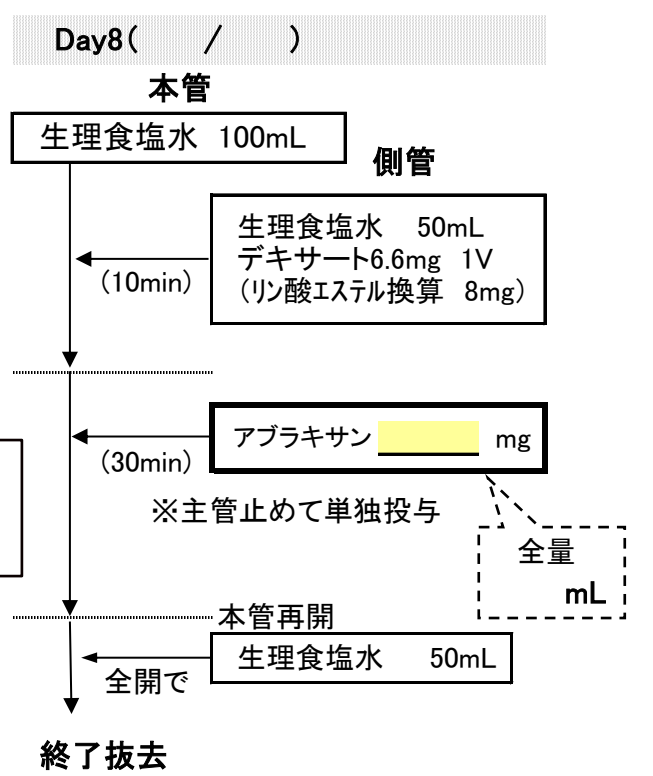 Day8(　　/　　)
本管
生理食塩水 100mL
側管
生理食塩水　50mL
デキサート6.6mg 1V
(リン酸エステル換算 8mg)
(10min)
アブラキサン　　　mg
(30min)
※主管止めて単独投与
全量
mL
本管再開
生理食塩水　50mL
全開で
終了抜去